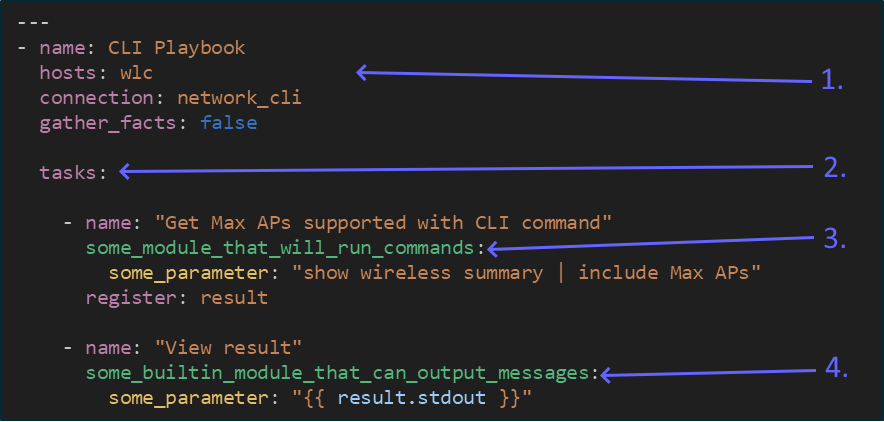 ---
- name: CLI Playbook
  hosts: wlc 1.
  connection: network_cli
  gather_facts: false
  tasks: 2.
    - name: "Get Max APs supported with CLI command"
      some_module_that_will_run_commands: 3.
        some_parameter: "show wireless summary | include Max APs"
      register: result
    - name: "View result"
      some_builtin_module_that_can_output_messages: 4.
        some_parameter: "{{ result.stdout }}"